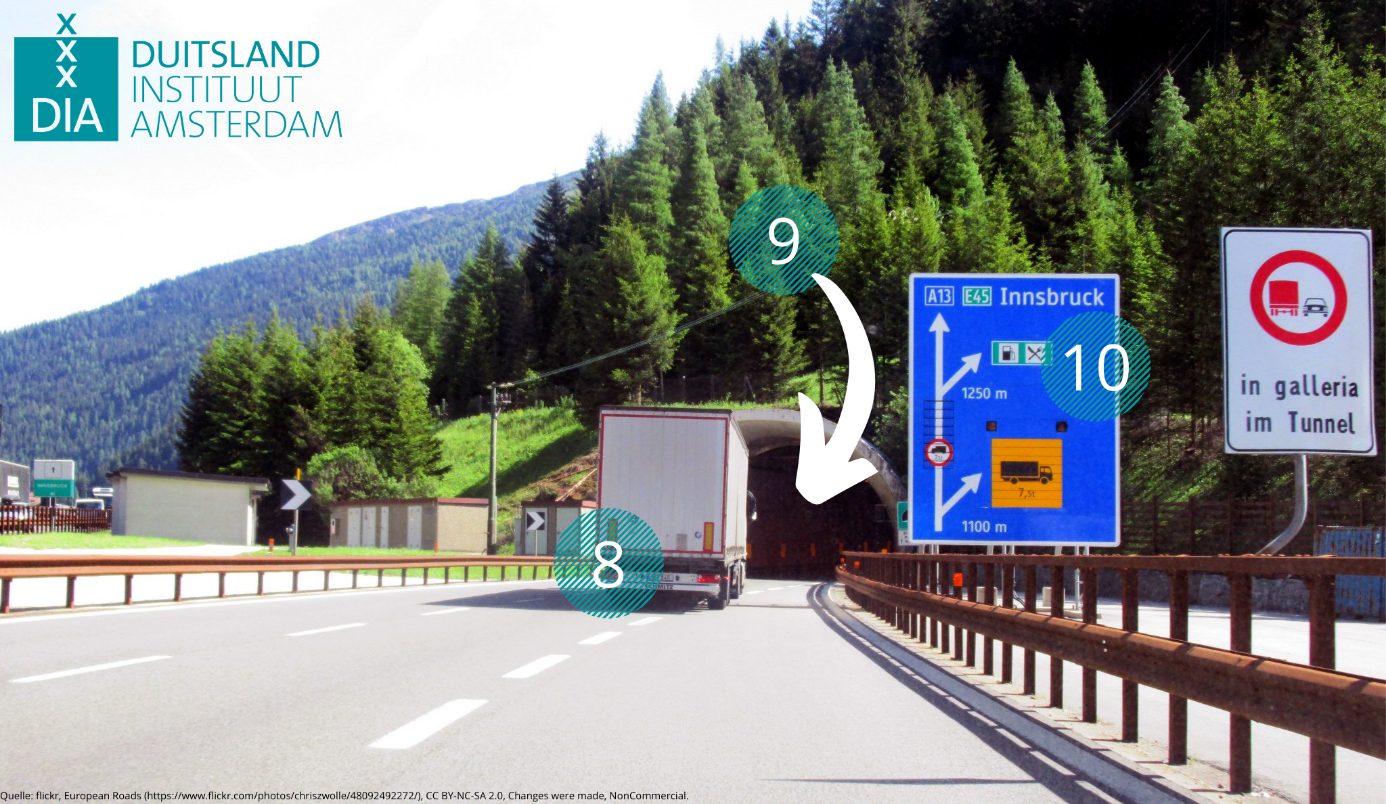 X
X
X
DIA
DUITSLAND
INSTITUUT
AMSTERDAM
9
A13 E45 Innsbruck
10
1250 m
7,5t
1100 m
in galleria
im Tunnel
1
8
Quelle: flickr, European Roads (https://www.flickr.com/photos/chriszwolle/48092492272/), CC BY-NC-SA 2.0, Changes were made, NonCommercial.